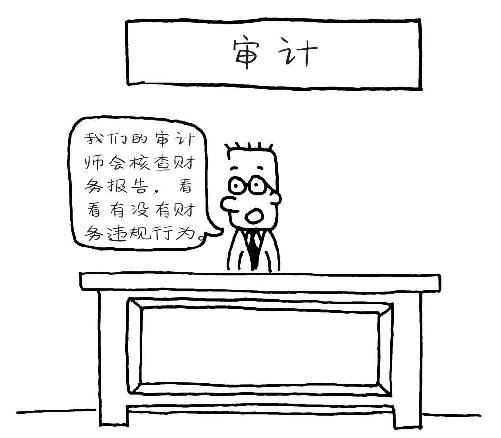 审计
我们的审计
师会核查财
务报告，看
看有没有财
务违规行为。